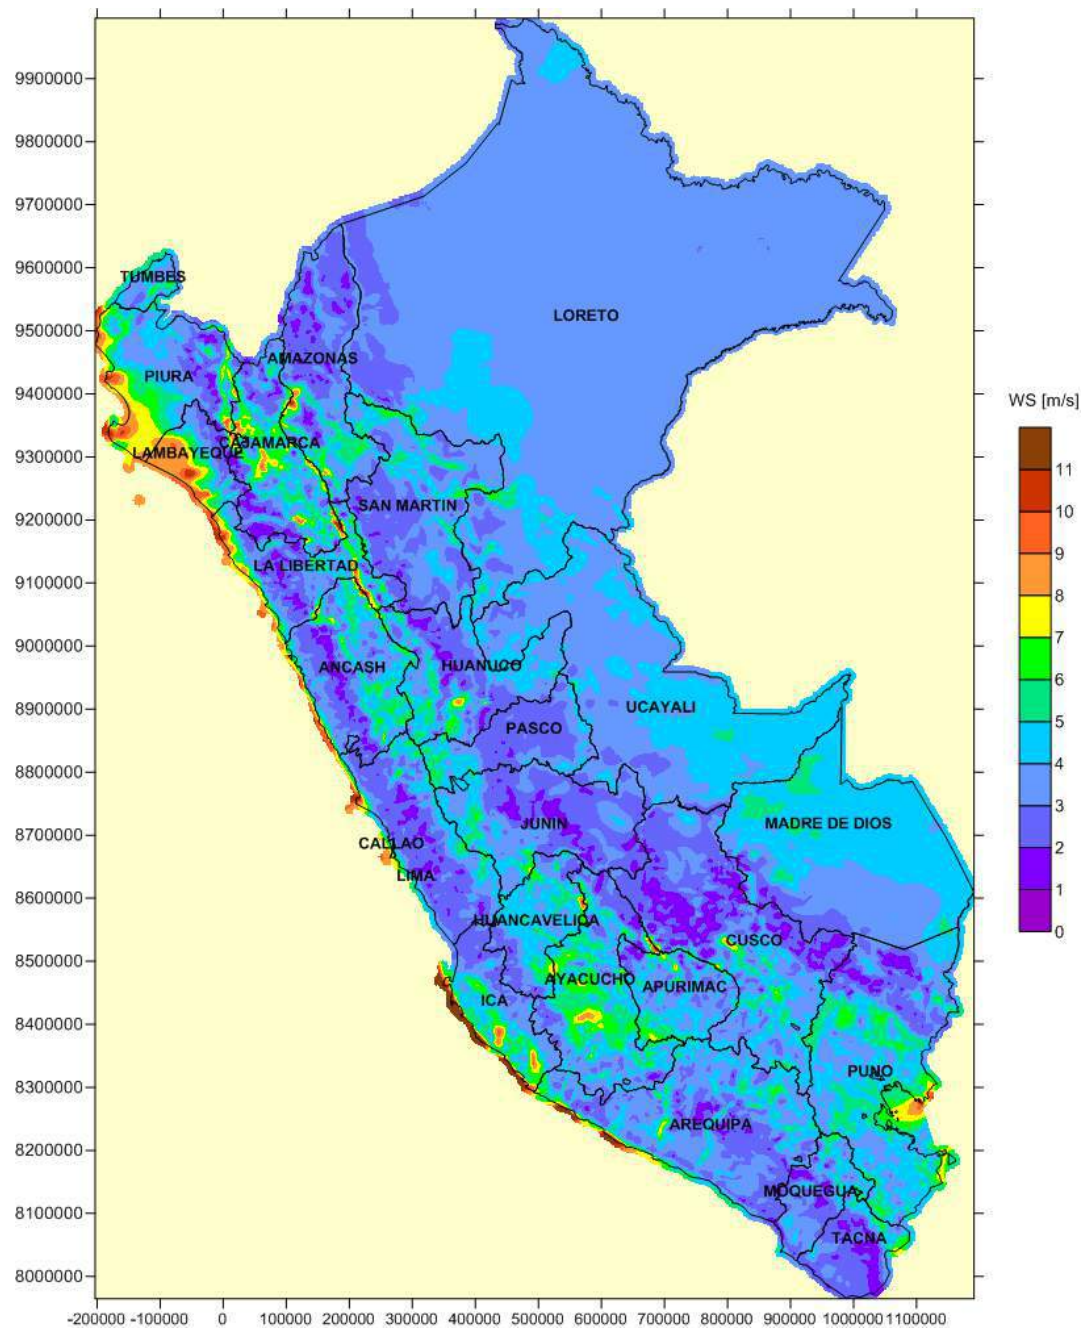 9900000
9800000
9700000
9600000
9500000
9400000
9300000
9200000
9100000
9000000
8900000
8800000
8700000
8600000
8500000
8400000
8300000
8200000
8100000
8000000
TUMBES
LORETO
AMAZONAS
PIURA
CAJAMARCA
LAMBAYEQUE
SAN MARTIN
LA LIBERTAD
ANCASH
HUANUCO
UCAYALI
PASCO
JUNIN
MADRE DE DIOS
CALLAO
LIMA
HUANCAVELICA
CUSCO
AYACUCHO
APURIMAC
ICA
PUNO
AREQUIPA
MOQUEGUA
TACNA
-200000 -100000 0 100000 200000 300000 400000 500000 600000 700000 800000 900000 1000000 1100000
WS [m/s]
11
10
9
8
7
6
5
4
3
2
1
0